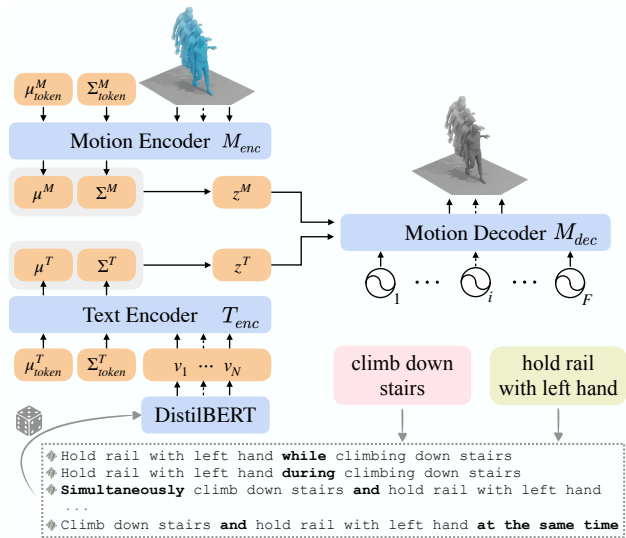 μ^M_token Σ^M_token
Motion Encoder M_enc
μ^M Σ^M z^M
Motion Decoder M_dec
μ^T Σ^T z^T
1 ... i ... F
Text Encoder T_enc
μ^T_token Σ^T_token v_1 ... v_N
DistilBERT
climb down
stairs
hold rail
with left hand
Hold rail with left hand while climbing down stairs
Hold rail with left hand during climbing down stairs
Simultaneously climb down stairs and hold rail with left hand
...
Climb down stairs and hold rail with left hand at the same time